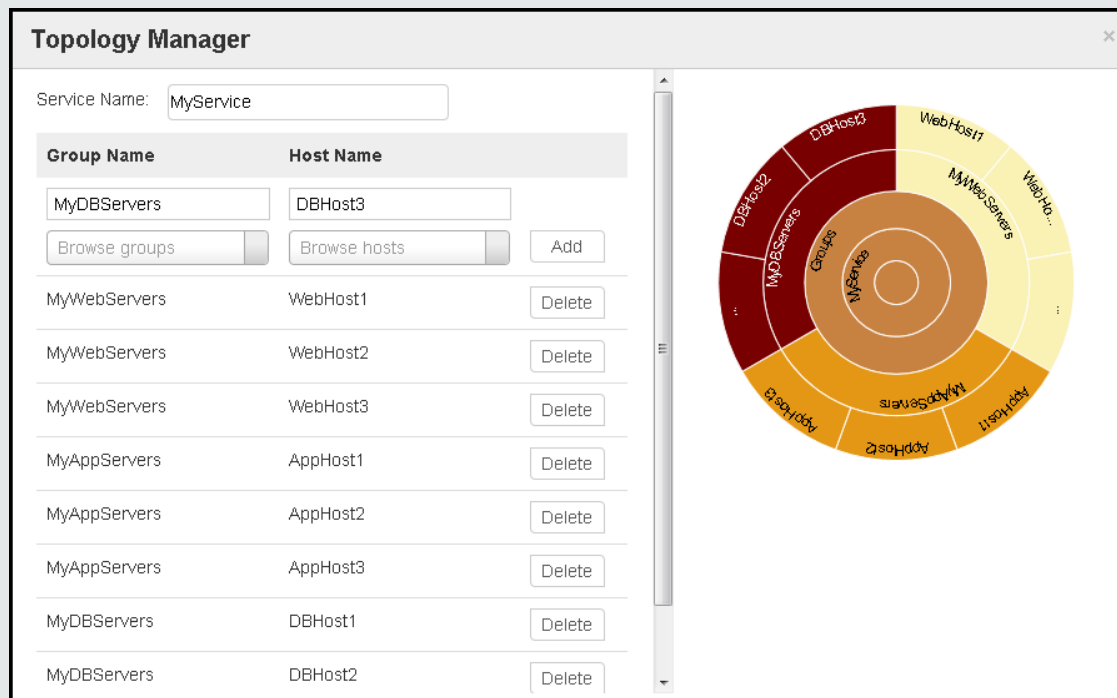 Topology Manager
×
Service Name: MyService
Group Name Host Name
MyDBServers DBHost3
Browse groups Browse hosts Add
MyWebServers WebHost1 Delete
MyWebServers WebHost2 Delete
MyWebServers WebHost3 Delete
MyAppServers AppHost1 Delete
MyAppServers AppHost2 Delete
MyAppServers AppHost3 Delete
MyDBServers DBHost1 Delete
MyDBServers DBHost2 Delete
DBHost3
WebHost1
DBHost2
WebHo...
MyDBServers
MyWebServers
Groups
MyService
...
...
MyAppServers
AppHost3
AppHost2
AppHost1